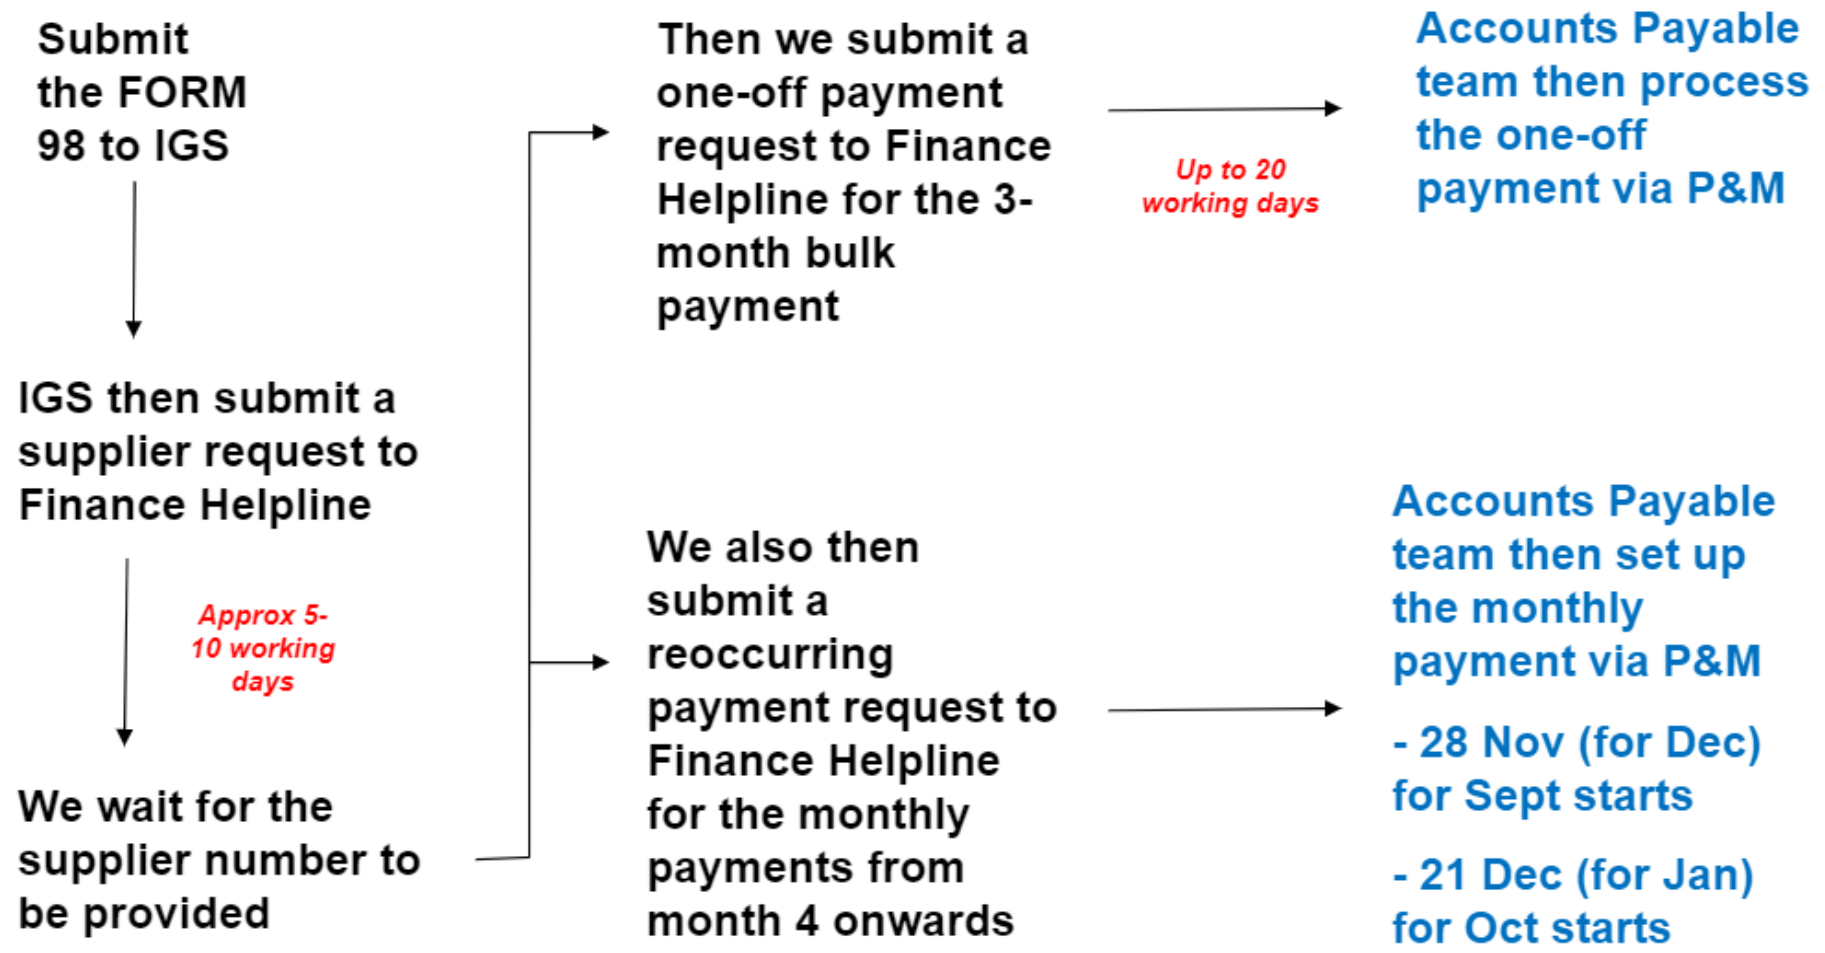 Submit
the FORM
98 to IGS
IGS then submit a
supplier request to
Finance Helpline
Approx 5-
10 working
days
We wait for the
supplier number to
be provided
Then we submit a
one-off payment
request to Finance
Helpline for the 3-
month bulk
payment
Up to 20
working days
Accounts Payable
team then process
the one-off
payment via P&M
We also then
submit a
reoccurring
payment request to
Finance Helpline
for the monthly
payments from
month 4 onwards
Accounts Payable
team then set up
the monthly
payment via P&M
- 28 Nov (for Dec)
for Sept starts
- 21 Dec (for Jan)
for Oct starts